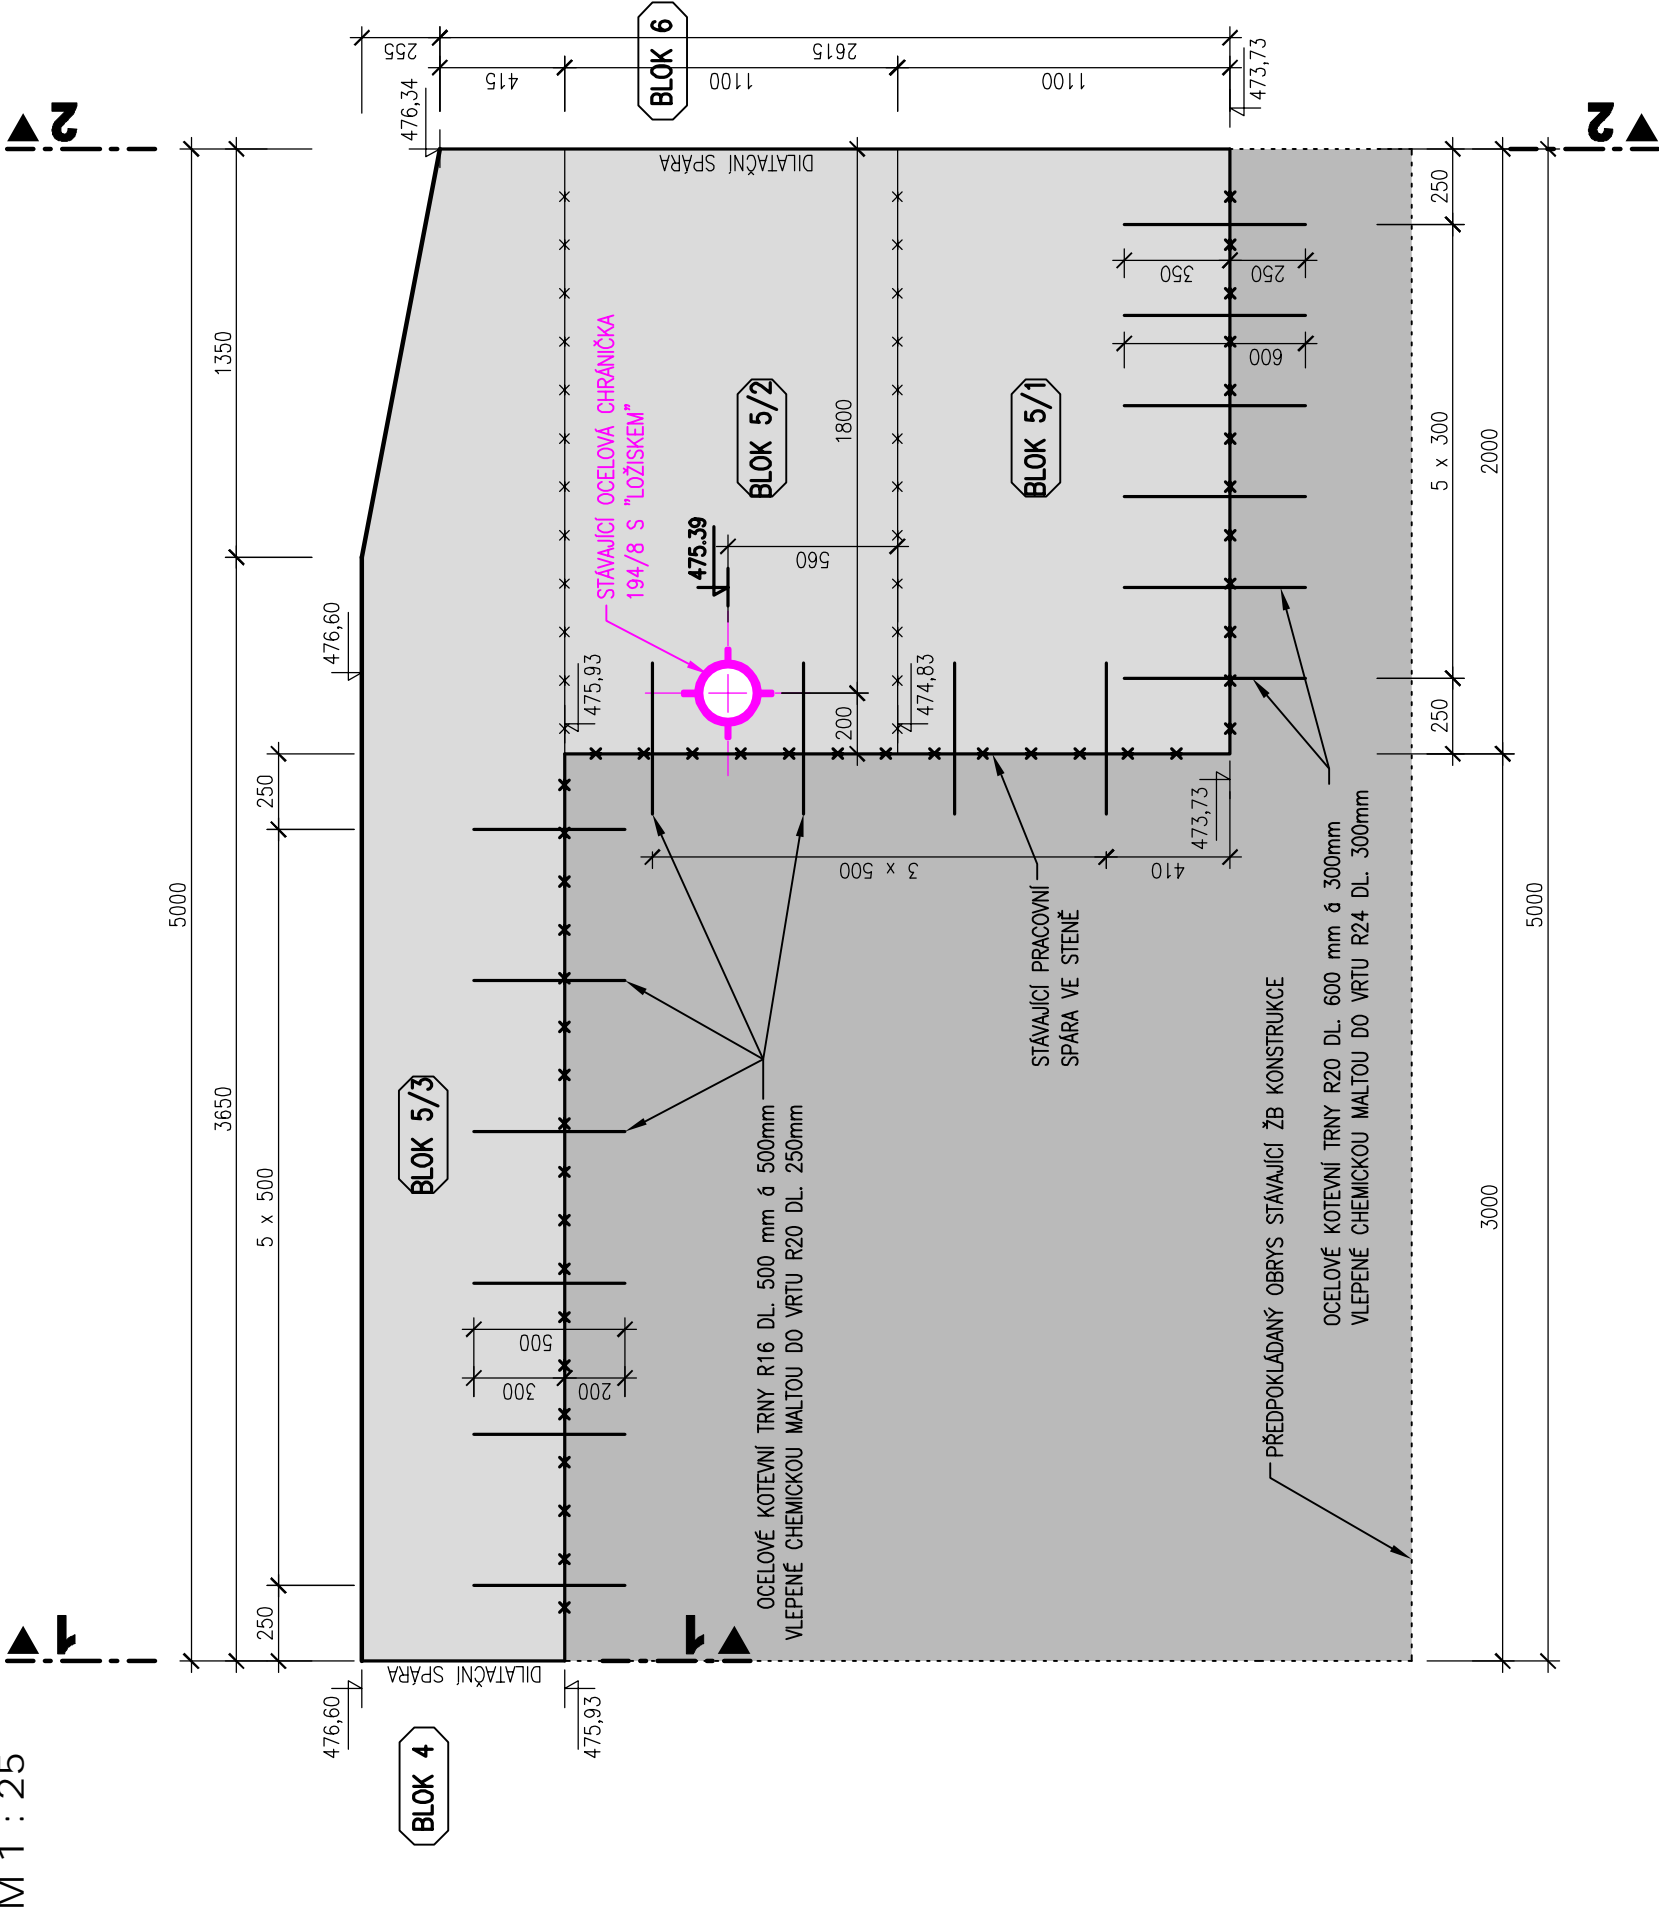 M 1 : 25
1
1
2
2
BLOK 4
BLOK 6
BLOK 5/3
BLOK 5/2
BLOK 5/1
5000
3650
1350
250
5 x 500
250
476,60
476,60
476,34
475,93
475,93
474,83
473,73
473,73
475.39
255
2615
415
1100
1100
DILATAČNÍ SPÁRA
DILATAČNÍ SPÁRA
STÁVAJÍCÍ OCELOVÁ CHRÁNIČKA
194/8 S "LOŽISKEM"
1800
200
560
350
250
600
500
300
200
3 x 500
410
STÁVAJÍCÍ PRACOVNÍ
SPÁRA VE STENĚ
OCELOVÉ KOTEVNÍ TRNY R16 DL. 500 mm á 500mm
VLEPENÉ CHEMICKOU MALTOU DO VRTU R20 DL. 250mm
PŘEDPOKLÁDANÝ OBRYS STÁVAJÍCÍ ŽB KONSTRUKCE
OCELOVÉ KOTEVNÍ TRNY R20 DL. 600 mm á 300mm
VLEPENÉ CHEMICKOU MALTOU DO VRTU R24 DL. 300mm
250
5 x 300
250
3000
2000
5000